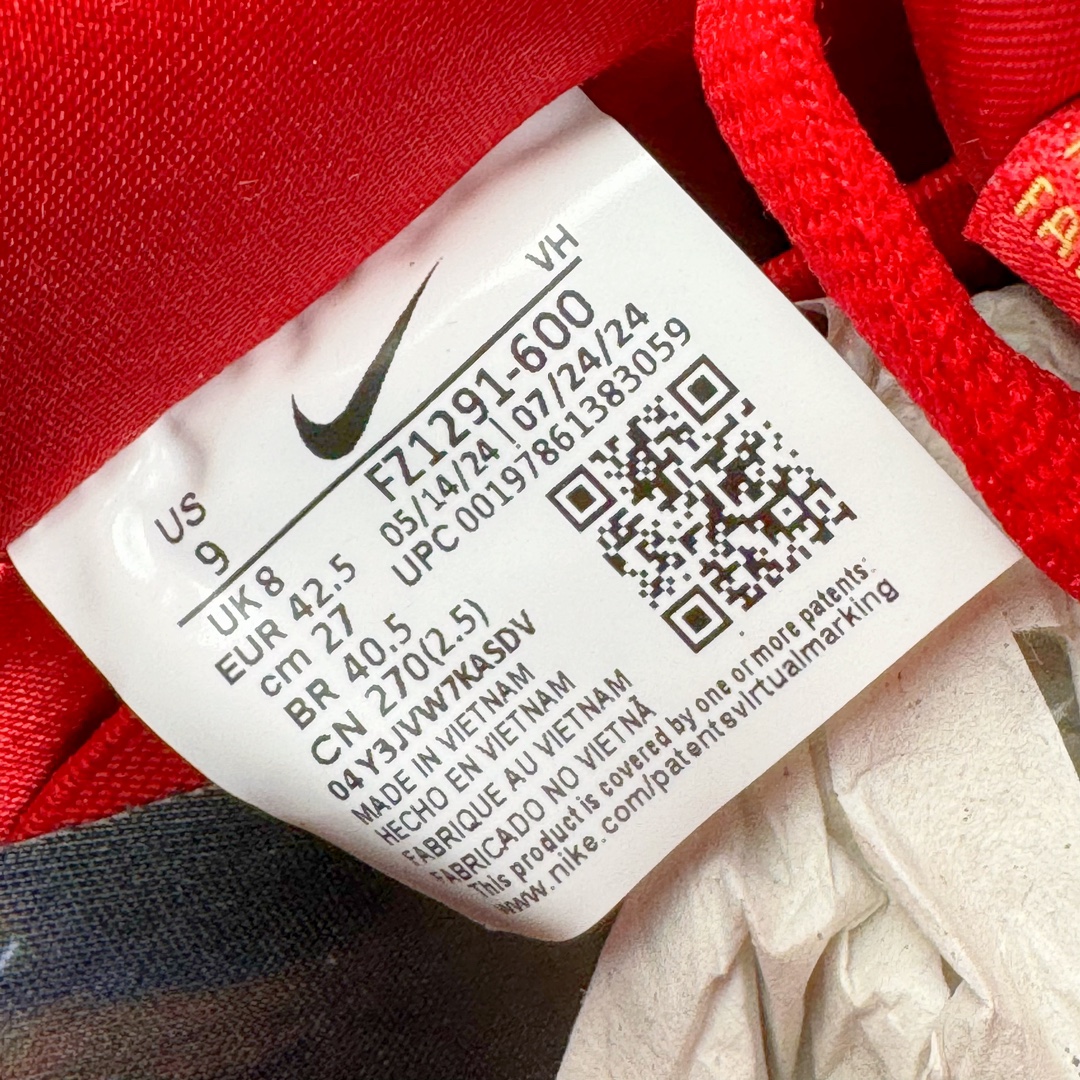 VH
US
9
FZ1291-600
05/14/24 | 07/24/24
UPC 00197861383059
UK 8
EUR 42.5
cm 27
BR 40.5
CN 270(2.5)
04Y3JVW7KASDV
MADE IN VIETNAM
HECHO EN VIETNAM
FABRIQUE AU VIETNAM
FABRICADO NO VIETNÃ
This product is covered by one or more patents:
www.nike.com/patentsvirtualmarking